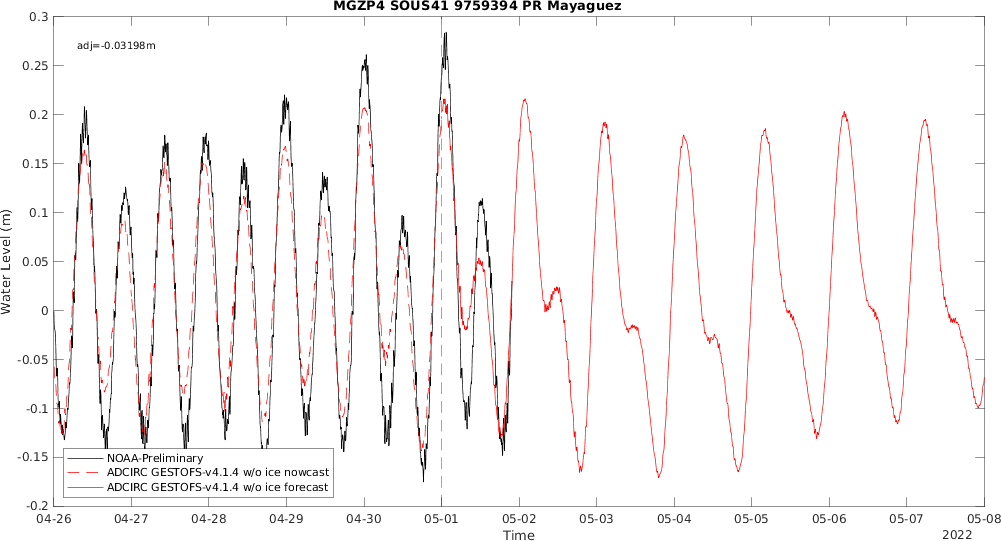 MGZP4 SOUS41 9759394 PR Mayaguez
adj=-0.03198m
Water Level (m)
0.3
0.25
0.2
0.15
0.1
0.05
0
-0.05
-0.1
-0.15
-0.2
NOAA-Preliminary
ADCIRC GESTOFS-v4.1.4 w/o ice nowcast
ADCIRC GESTOFS-v4.1.4 w/o ice forecast
04-26 04-27 04-28 04-29 04-30 05-01 05-02 05-03 05-04 05-05 05-06 05-07 05-08
Time
2022